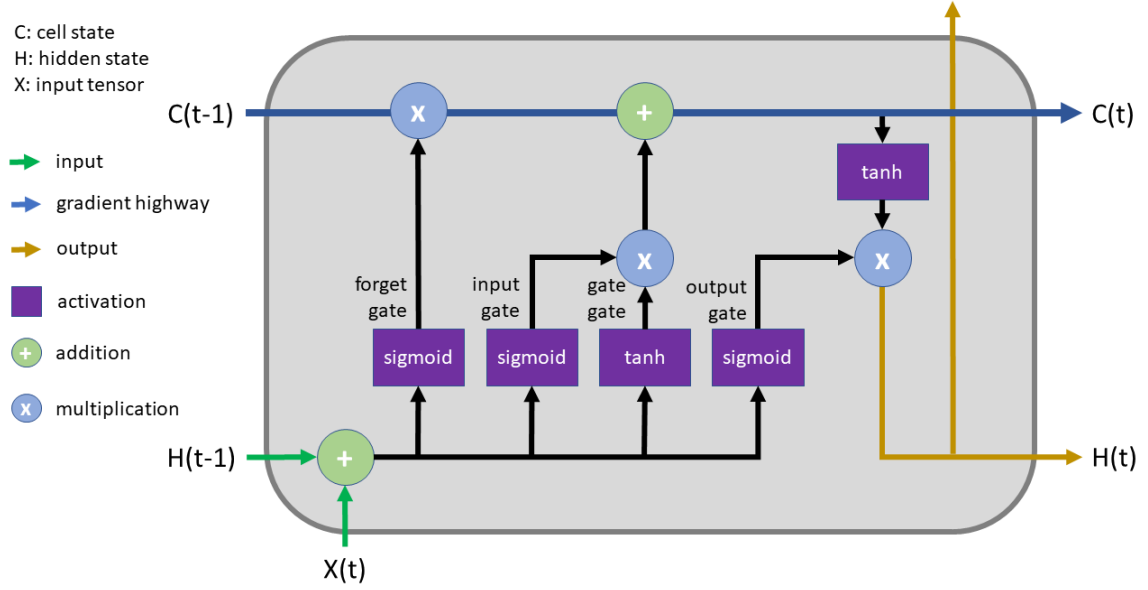 C: cell state
H: hidden state
X: input tensor
C(t-1)
x
+
C(t)
input
tanh
gradient highway
output
x
x
forget
gate
input
gate
gate
gate
output
gate
activation
sigmoid
sigmoid
tanh
sigmoid
+
addition
x
multiplication
H(t-1)
+
H(t)
X(t)